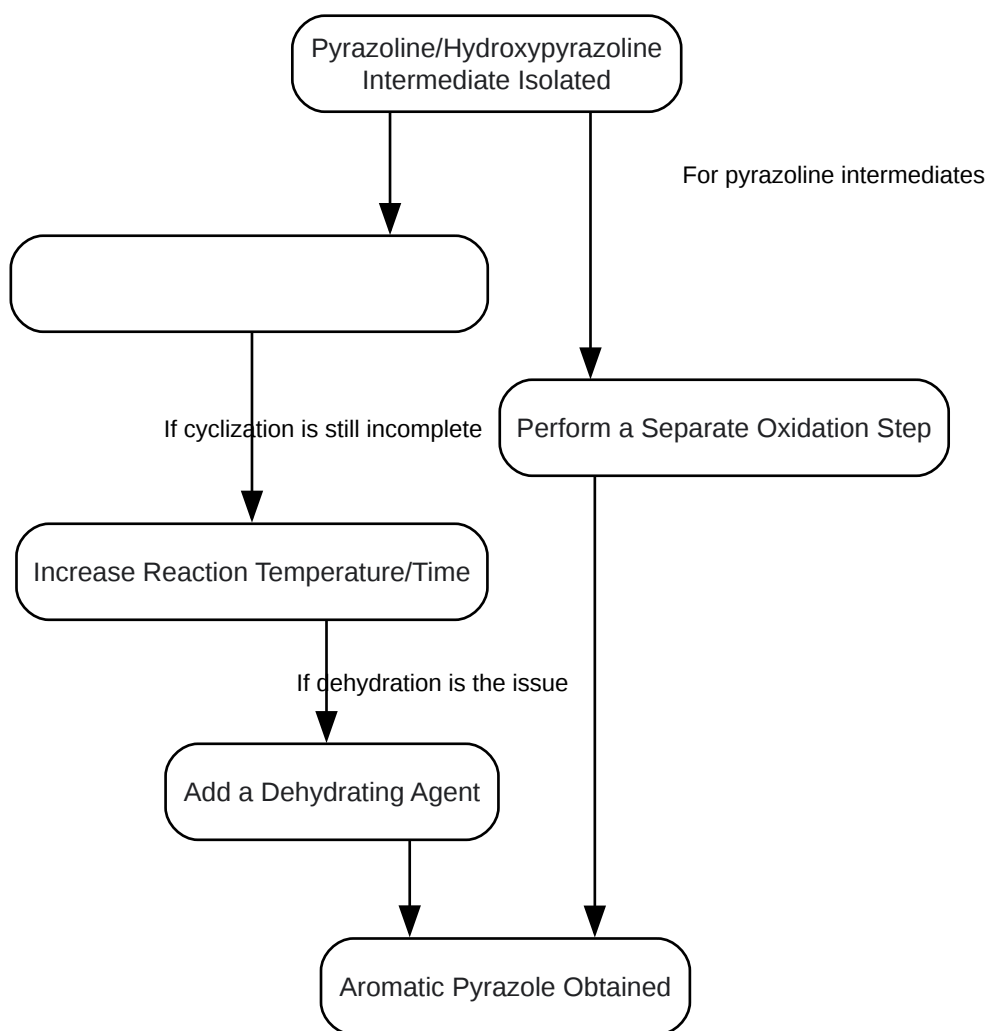 Pyrazoline/Hydroxypyrazoline
Intermediate Isolated
For pyrazoline intermediates
If cyclization is still incomplete
Perform a Separate Oxidation Step
Increase Reaction Temperature/Time
If dehydration is the issue
Add a Dehydrating Agent
Aromatic Pyrazole Obtained